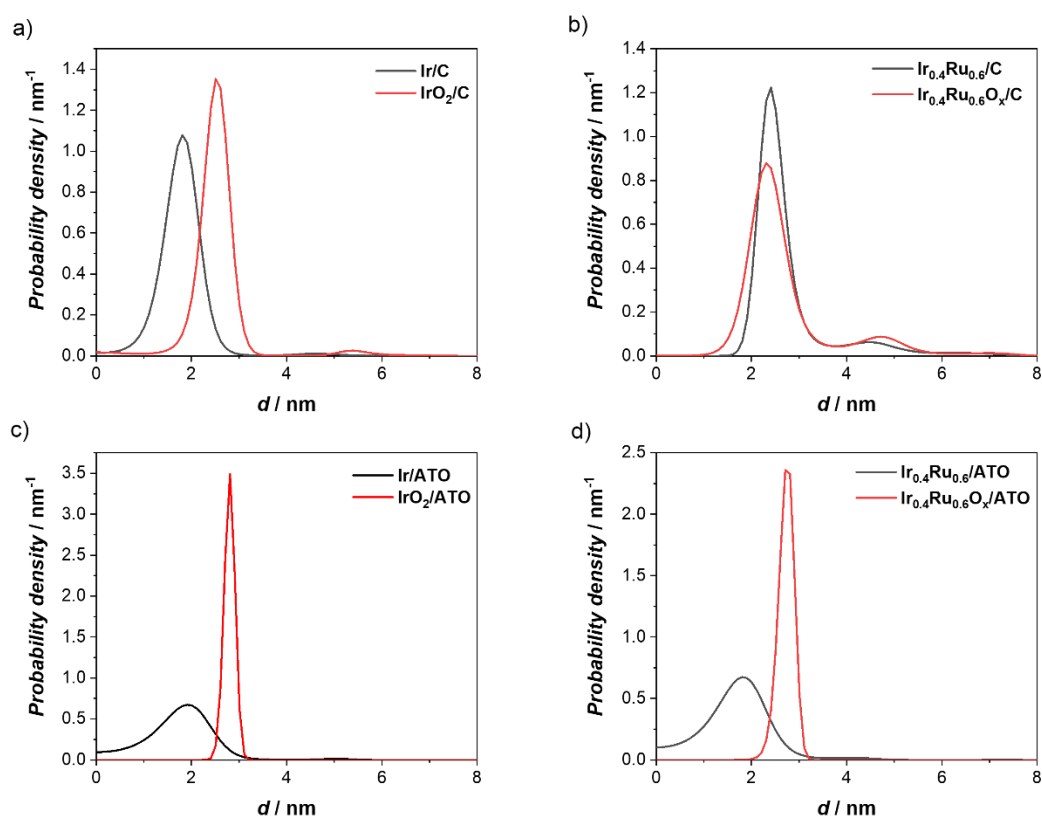 a)
Probability density / nm⁻¹
1.4
1.2
1.0
0.8
0.6
0.4
0.2
0.0
Ir/C
IrO₂/C
0 2 4 6 8
d / nm
b)
Probability density / nm⁻¹
1.4
1.2
1.0
0.8
0.6
0.4
0.2
0.0
Ir₀.₄Ru₀.₆/C
Ir₀.₄Ru₀.₆Oₓ/C
0 2 4 6 8
d / nm
c)
Probability density / nm⁻¹
3.5
3.0
2.5
2.0
1.5
1.0
0.5
0.0
Ir/ATO
IrO₂/ATO
0 2 4 6 8
d / nm
d)
Probability density / nm⁻¹
2.5
2.0
1.5
1.0
0.5
0.0
Ir₀.₄Ru₀.₆/ATO
Ir₀.₄Ru₀.₆Oₓ/ATO
0 2 4 6 8
d / nm